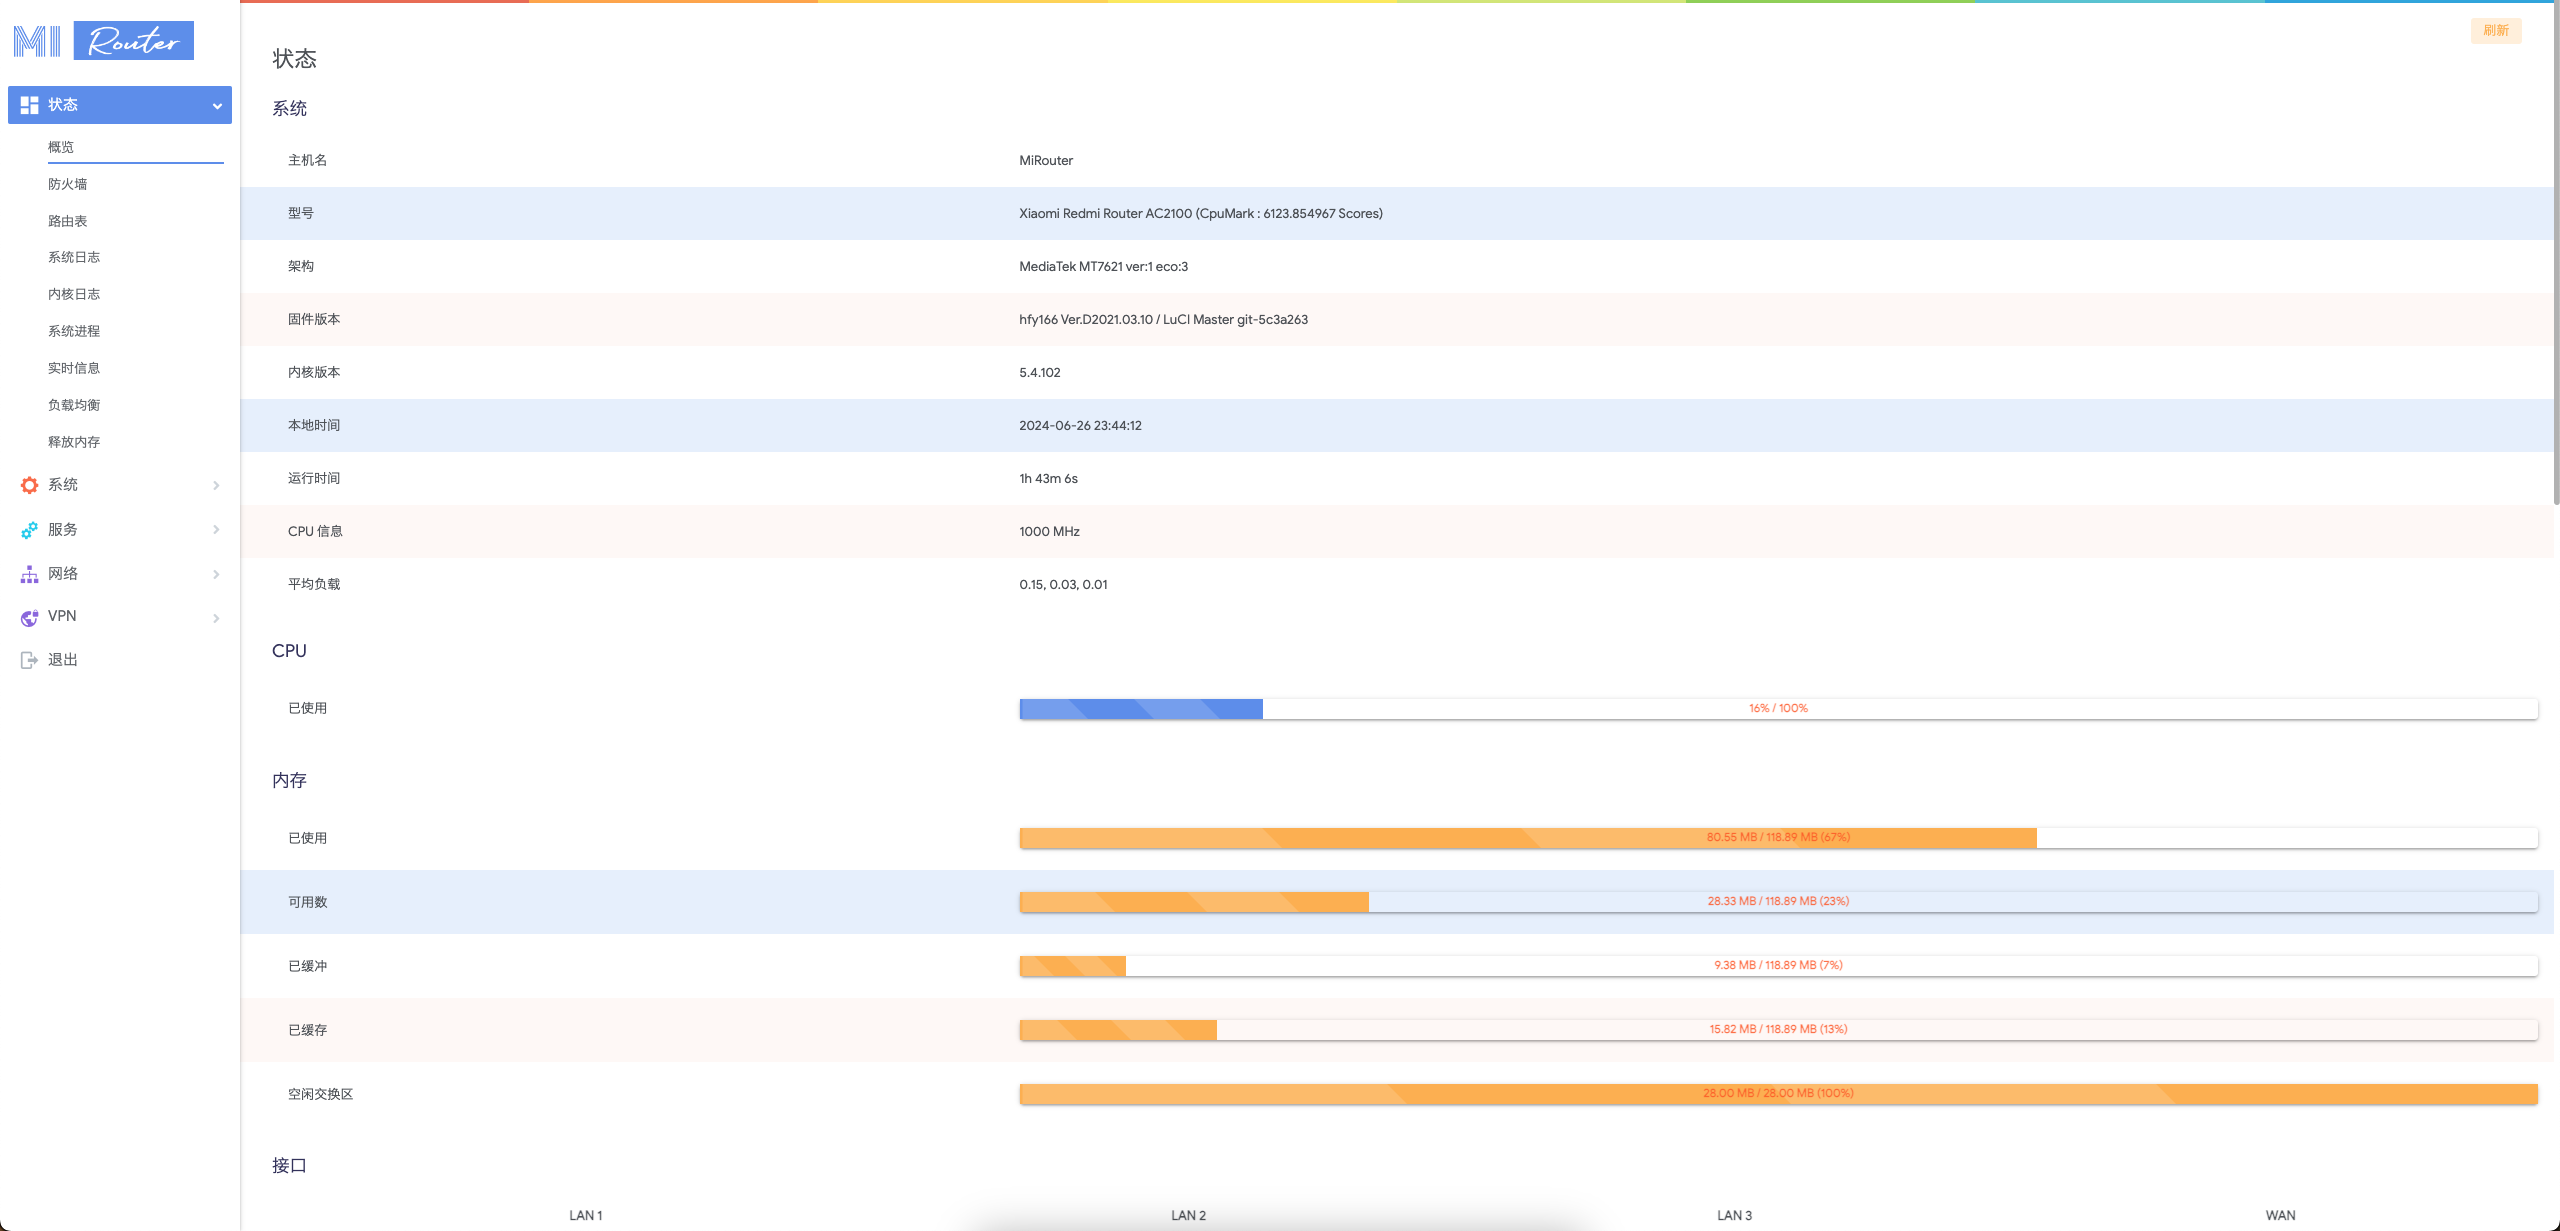 MI Router
状态
概览
防火墙
路由表
系统日志
内核日志
系统进程
实时信息
负载均衡
释放内存
系统
服务
网络
VPN
退出
刷新
状态
系统
主机名 MiRouter
型号 Xiaomi Redmi Router AC2100 (CpuMark : 6123.854967 Scores)
架构 MediaTek MT7621 ver:1 eco:3
固件版本 hfy166 Ver.D2021.03.10 / LuCI Master git-5c3a263
内核版本 5.4.102
本地时间 2024-06-26 23:44:12
运行时间 1h 43m 6s
CPU 信息 1000 MHz
平均负载 0.15, 0.03, 0.01
CPU
已使用 16% / 100%
内存
已使用 80.55 MB / 118.89 MB (67%)
可用数 28.33 MB / 118.89 MB (23%)
已缓冲 9.38 MB / 118.89 MB (7%)
已缓存 15.82 MB / 118.89 MB (13%)
空闲交换区 28.00 MB / 28.00 MB (100%)
接口
LAN 1 LAN 2 LAN 3 WAN